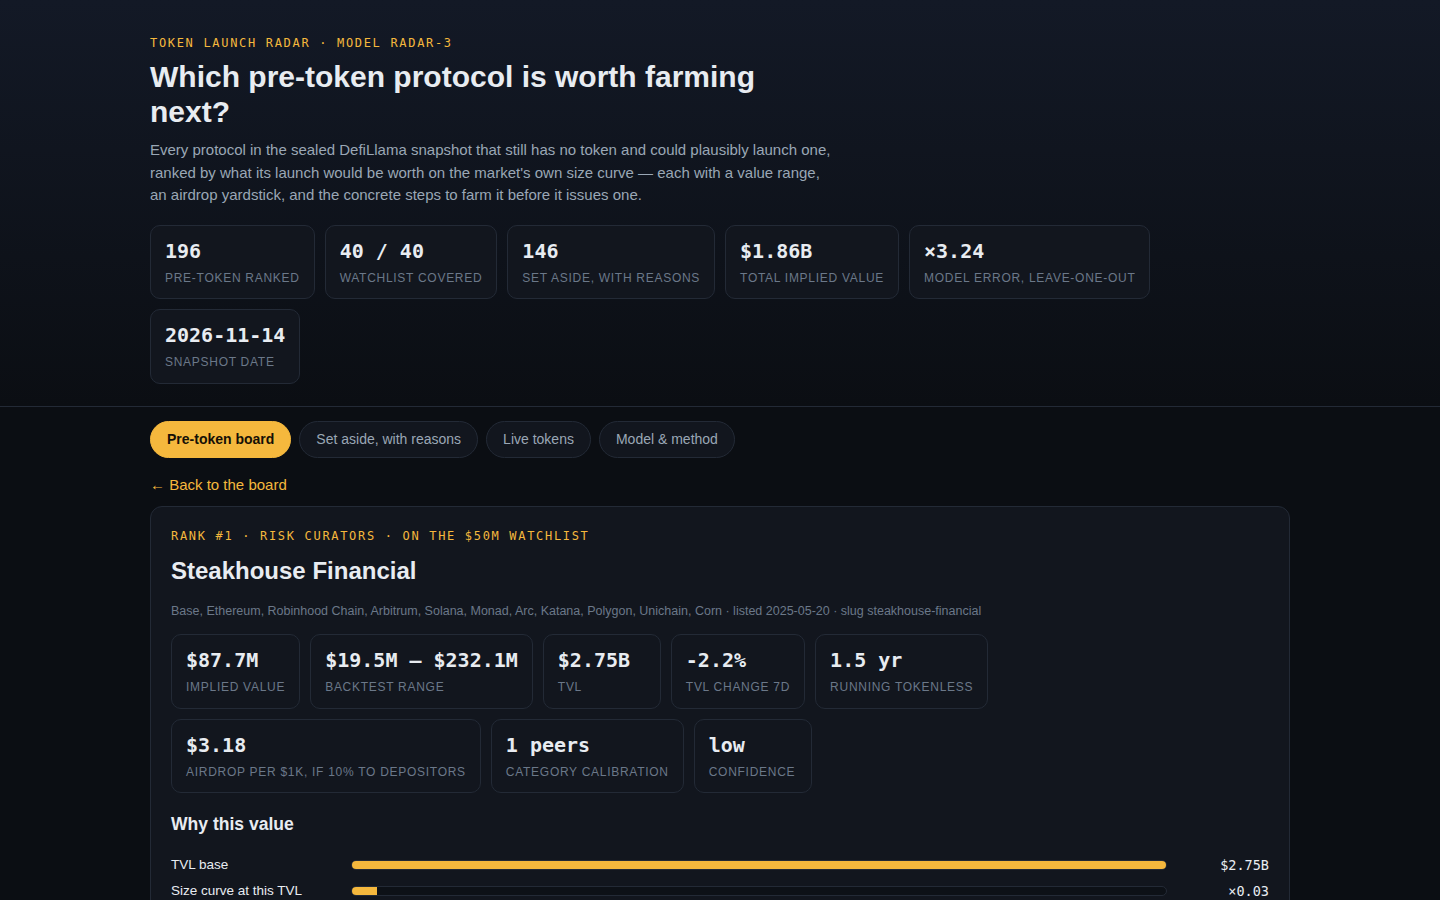 TOKEN LAUNCH RADAR · MODEL RADAR-3
Which pre-token protocol is worth farming
next?
Every protocol in the sealed DefiLlama snapshot that still has no token and could plausibly launch one,
ranked by what its launch would be worth on the market's own size curve — each with a value range,
an airdrop yardstick, and the concrete steps to farm it before it issues one.
196
PRE-TOKEN RANKED
40 / 40
WATCHLIST COVERED
146
SET ASIDE, WITH REASONS
$1.86B
TOTAL IMPLIED VALUE
×3.24
MODEL ERROR, LEAVE-ONE-OUT
2026-11-14
SNAPSHOT DATE
Pre-token board
Set aside, with reasons
Live tokens
Model & method
← Back to the board
RANK #1 · RISK CURATORS · ON THE $50M WATCHLIST
Steakhouse Financial
Base, Ethereum, Robinhood Chain, Arbitrum, Solana, Monad, Arc, Katana, Polygon, Unichain, Corn · listed 2025-05-20 · slug steakhouse-financial
$87.7M
IMPLIED VALUE
$19.5M – $232.1M
BACKTEST RANGE
$2.75B
TVL
-2.2%
TVL CHANGE 7D
1.5 yr
RUNNING TOKENLESS
$3.18
AIRDROP PER $1K, IF 10% TO DEPOSITORS
1 peers
CATEGORY CALIBRATION
low
CONFIDENCE
Why this value
TVL base $2.75B
Size curve at this TVL ×0.03